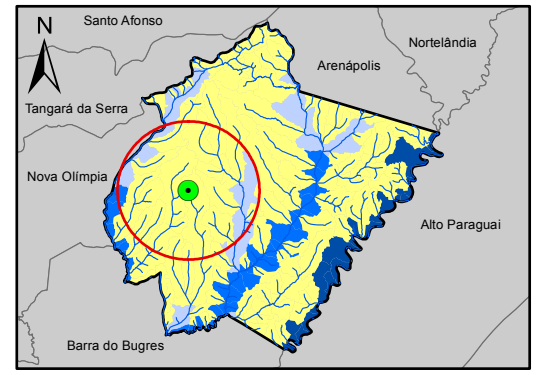 Santo Afonso
N
Nortelândia
Arenápolis
Tangará da Serra
Nova Olímpia
Alto Paraguai
Barra do Bugres